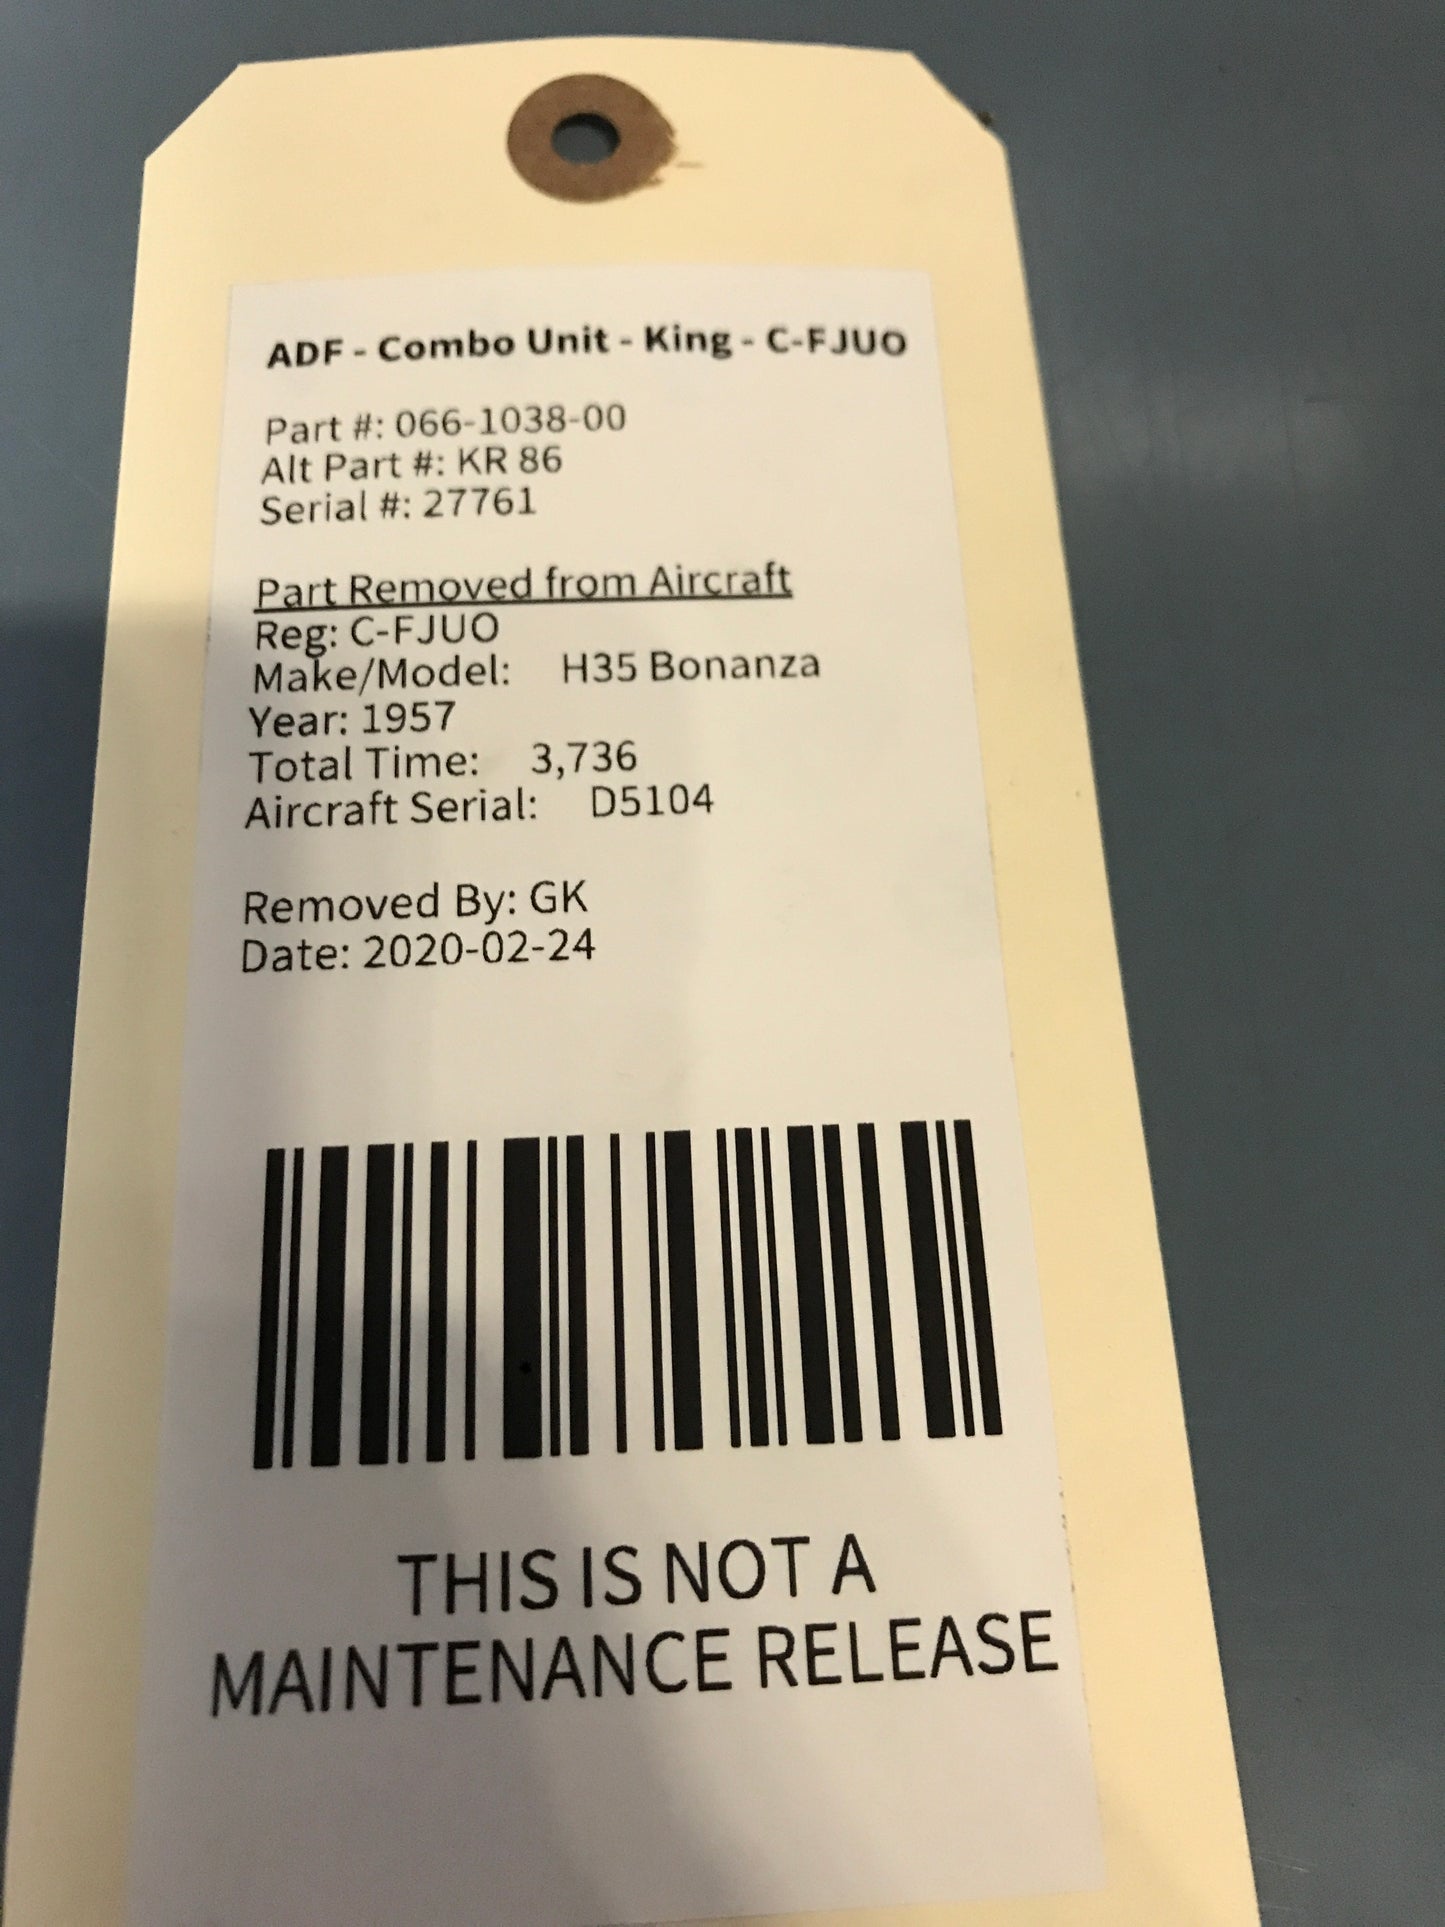 ADF - Combo Unit - King - C-FJUO
Part #: 066-1038-00
Alt Part #: KR 86
Serial #: 27761
Part Removed from Aircraft
Reg: C-FJUO
Make/Model: H35 Bonanza
Year: 1957
Total Time: 3,736
Aircraft Serial: D5104
Removed By: GK
Date: 2020-02-24
THIS IS NOT A
MAINTENANCE RELEASE